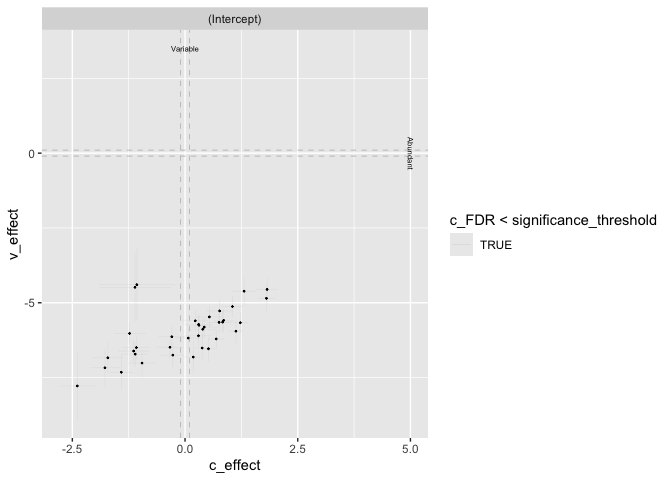 (Intercept)
Variable
Abundant
0
-5
v_effect
-2.5
0.0
2.5
5.0
c_effect
c_FDR < significance_threshold
TRUE